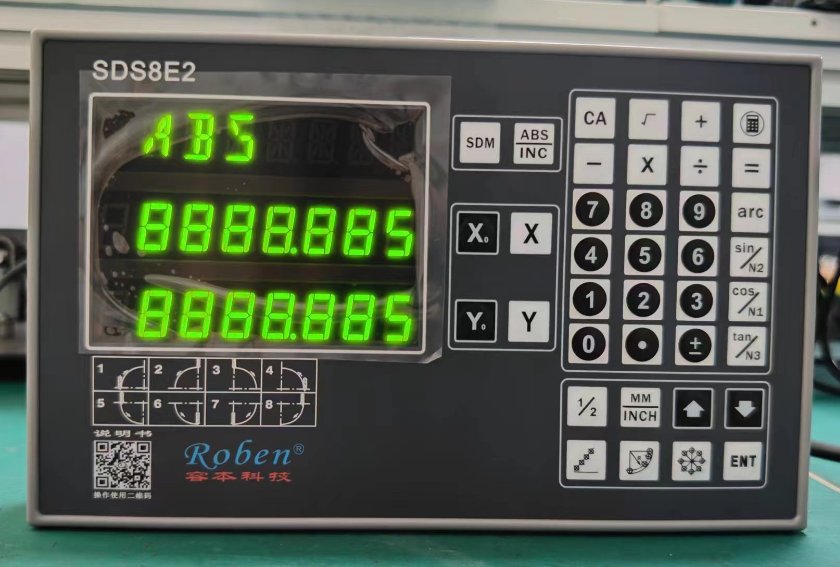 SDS8E2
ABS
8888.885
8888.885
SDM ABS/INC
X₀ X
Y₀ Y
CA √ +
− X ÷ =
7 8 9 arc
4 5 6 sin/N2
1 2 3 cos/N1
0 • ± tan/N3
1/2 MM/INCH
ENT
1 2 3 4
5 6 7 8
说明书
操作使用二维码
Roben®
容本科技